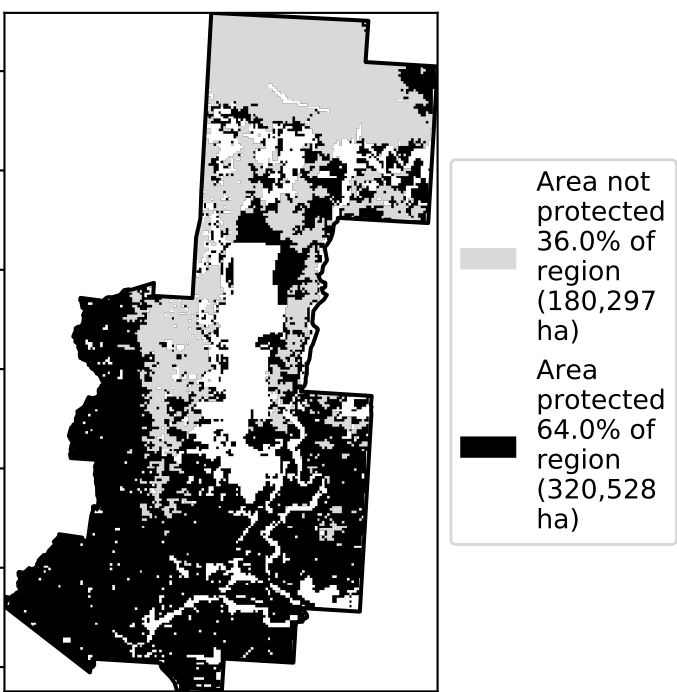 Area not
protected
36.0% of
region
(180,297
ha)
Area
protected
64.0% of
region
(320,528
ha)